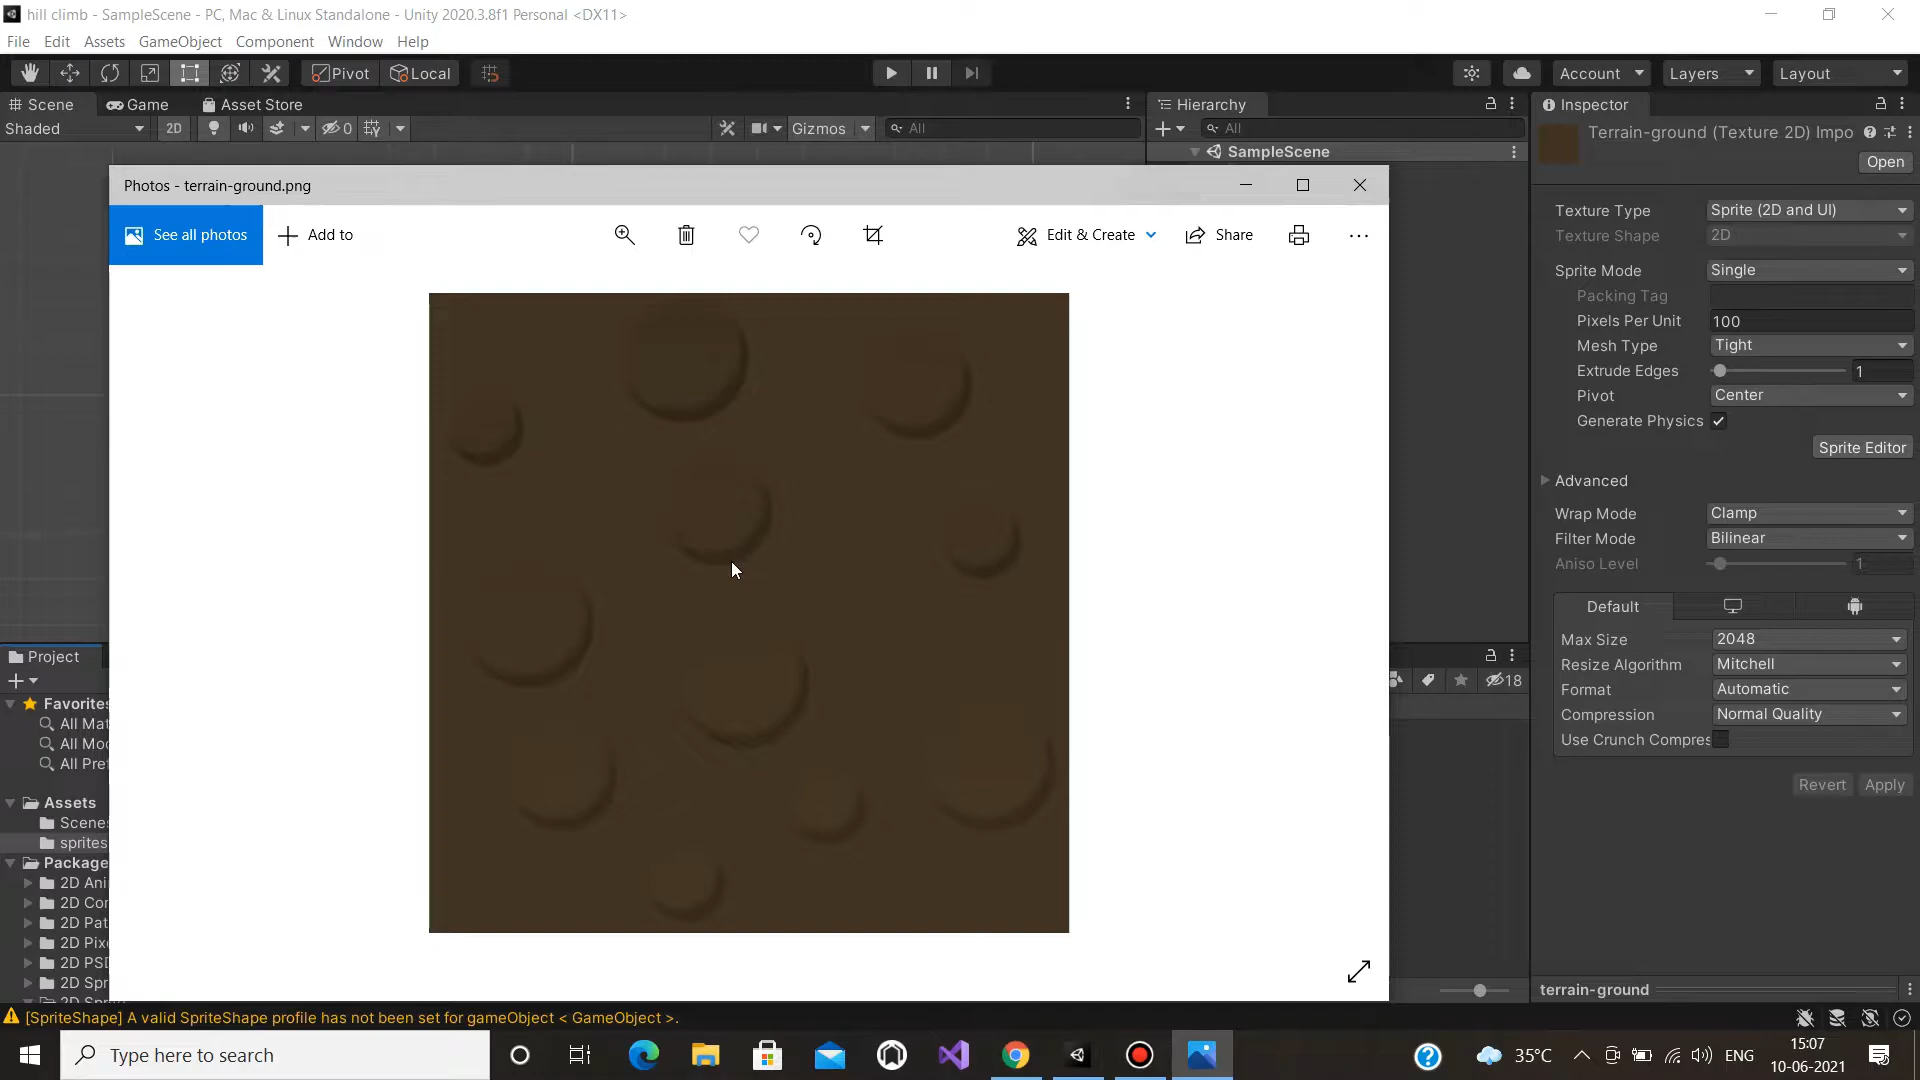 hill climb - SampleScene - PC, Mac & Linux Standalone - Unity 2020.3.8f1 Personal <DX11>
File Edit Assets GameObject Component Window Help
Pivot Local Account Layers Layout
Scene Game Asset Store Hierarchy Inspector
Shaded 2D 0 Gizmos All All
Terrain-ground (Texture 2D) Impo
SampleScene
Open
Photos - terrain-ground.png
See all photos Add to Edit & Create Share
Texture Type Sprite (2D and UI)
Texture Shape 2D
Sprite Mode Single
Packing Tag
Pixels Per Unit 100
Mesh Type Tight
Extrude Edges 1
Pivot Center
Generate Physics
Sprite Editor
Advanced
Wrap Mode Clamp
Filter Mode Bilinear
Aniso Level 1
Default
Max Size 2048
Resize Algorithm Mitchell
Format Automatic
Compression Normal Quality
Use Crunch Compres
Revert Apply
Project
18
Favorites
All Mat
All Mod
All Pref
Assets
Scenes
sprites
Package
2D Ani
2D Cor
2D Pat
2D Pixe
2D PSD
2D Spr
2D Spri
terrain-ground
[SpriteShape] A valid SpriteShape profile has not been set for gameObject < GameObject >.
Type here to search
35°C ENG
15:07
10-06-2021